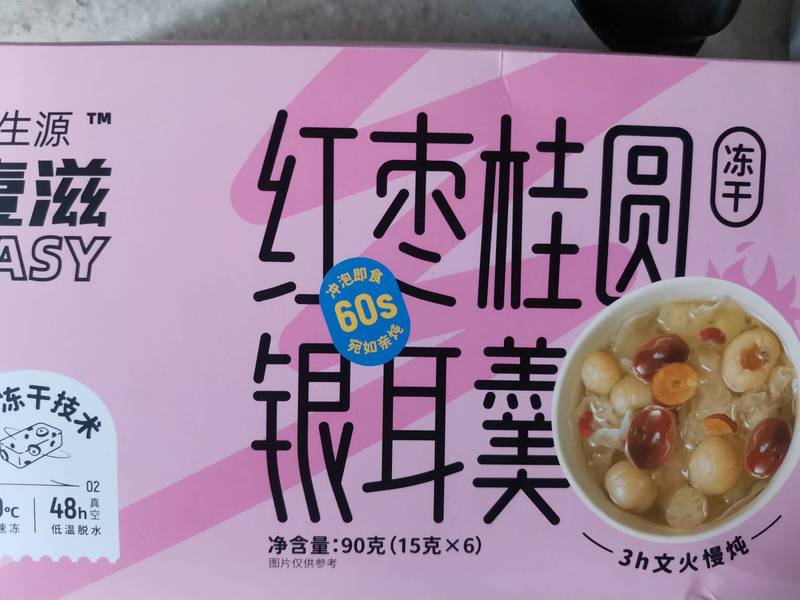 生源 ™
滋
ASY
红枣桂圆
冻干
冲泡即食
60s
宛如亲炖
银耳羹
冻干技术
02
℃
速冻
48h真空
低温脱水
净含量:90克(15克×6)
图片仅供参考
3h文火慢炖